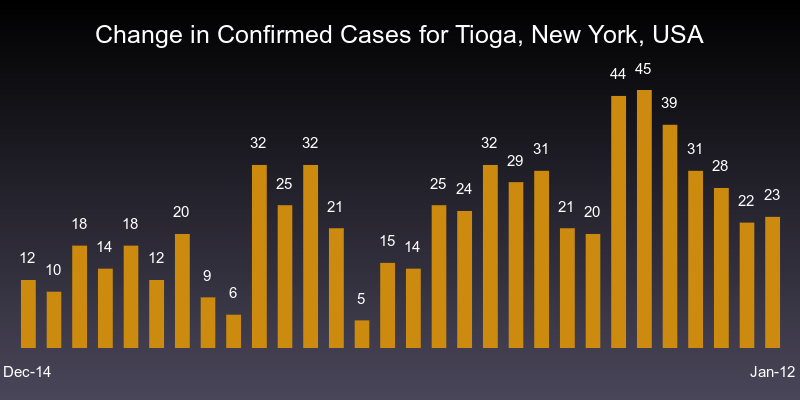 Change in Confirmed Cases for Tioga, New York, USA
12 10 18 14 18 12 20 9 6 32 25 32 21 5 15 14 25 24 32 29 31 21 20 44 45 39 31 28 22 23
Dec-14 Jan-12